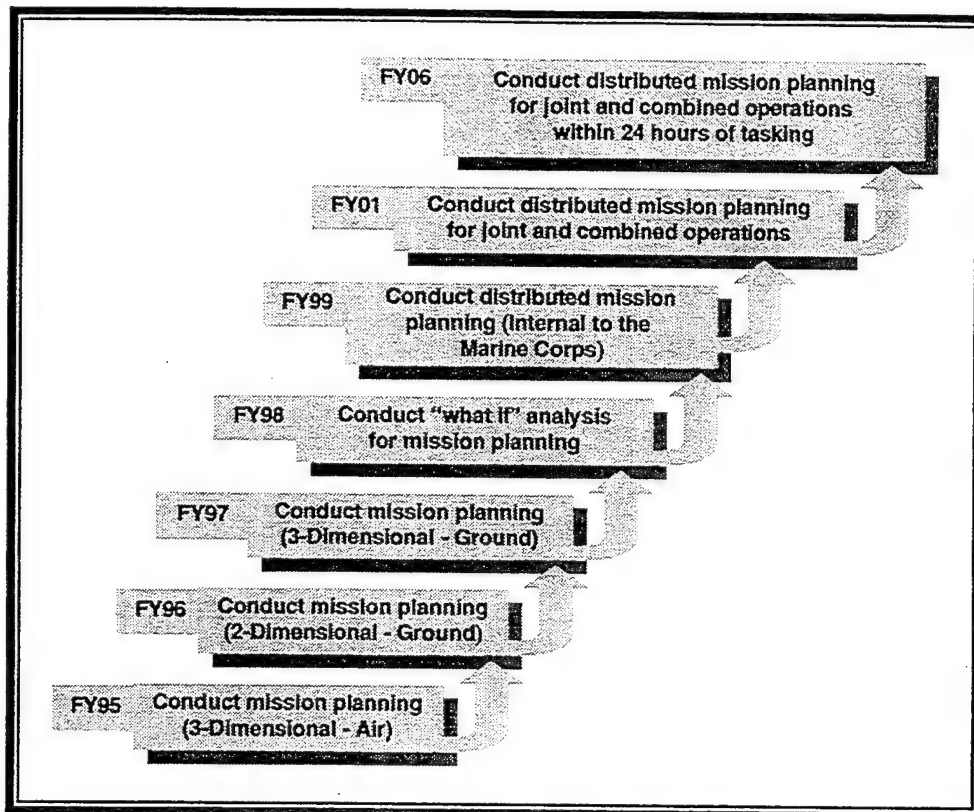 FY06
Conduct distributed mission planning
for joint and combined operations
within 24 hours of tasking
FY01
Conduct distributed mission planning
for joint and combined operations
FY99
Conduct distributed mission
planning (Internal to the
Marine Corps)
FY98
Conduct “what if” analysis
for mission planning
FY97
Conduct mission planning
(3-Dimensional - Ground)
FY96
Conduct mission planning
(2-Dimensional - Ground)
FY95
Conduct mission planning
(3-Dimensional - Air)